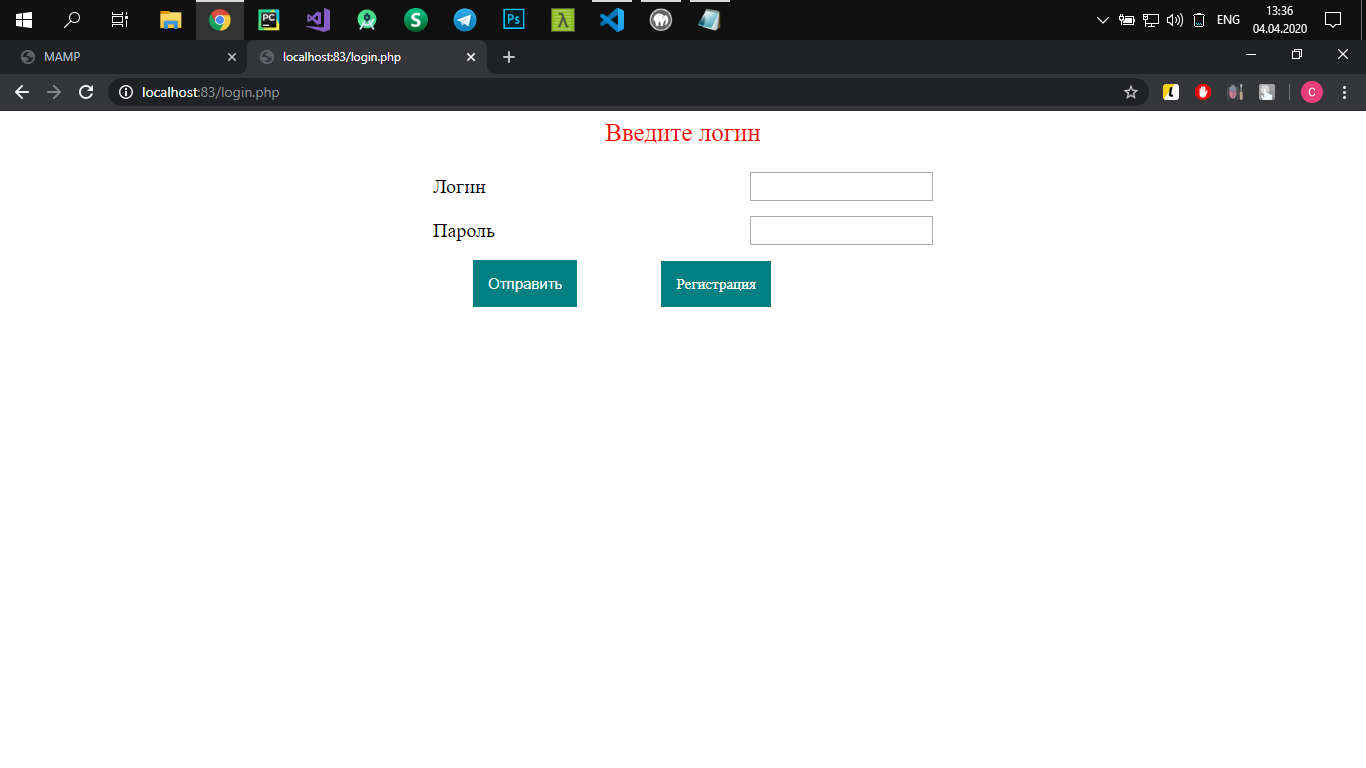 13:36
ENG
04.04.2020
MAMP
localhost:83/login.php
localhost:83/login.php
C
Введите логин
Логин
Пароль
Отправить
Регистрация